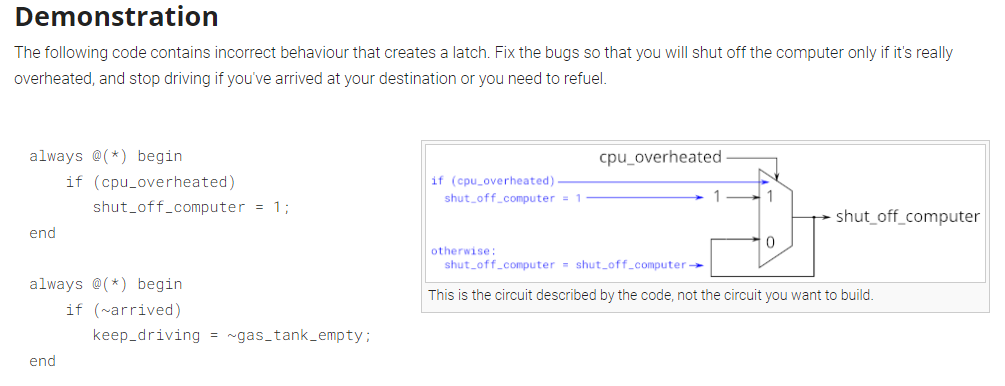 Demonstration
The following code contains incorrect behaviour that creates a latch. Fix the bugs so that you will shut off the computer only if it's really
overheated, and stop driving if you've arrived at your destination or you need to refuel.
always @(*) begin
if (cpu_overheated)
shut_off_computer = 1;
end
always @(*) begin
if (~arrived)
keep_driving = ~gas_tank_empty;
end
cpu_overheated
if (cpu_overheated)
shut_off_computer = 1
1
1
shut_off_computer
0
otherwise:
shut_off_computer = shut_off_computer
This is the circuit described by the code, not the circuit you want to build.